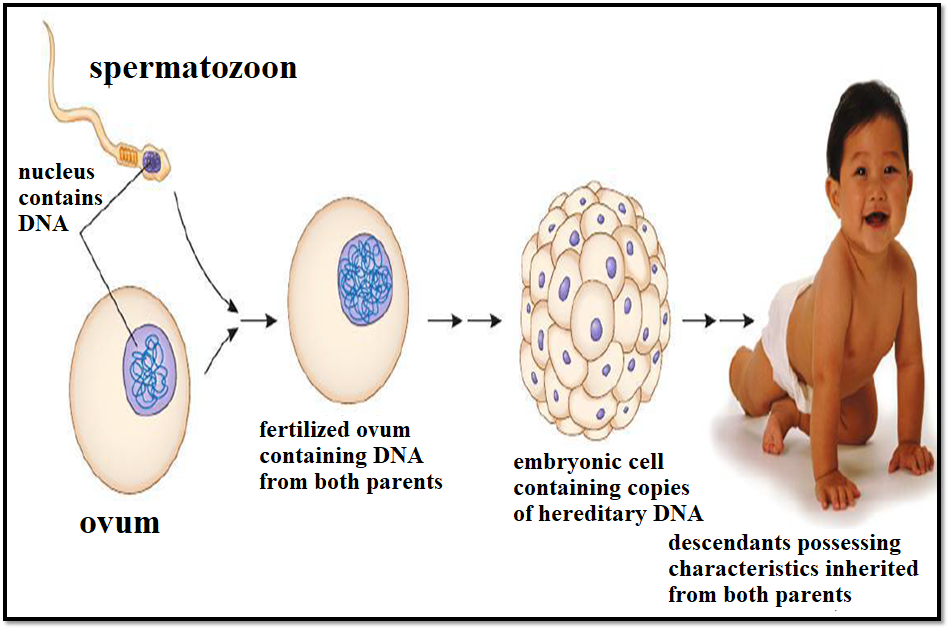 spermatozoon
nucleus
contains
DNA
ovum
fertilized ovum
containing DNA
from both parents
embryonic cell
containing copies
of hereditary DNA
descendants possessing
characteristics inherited
from both parents